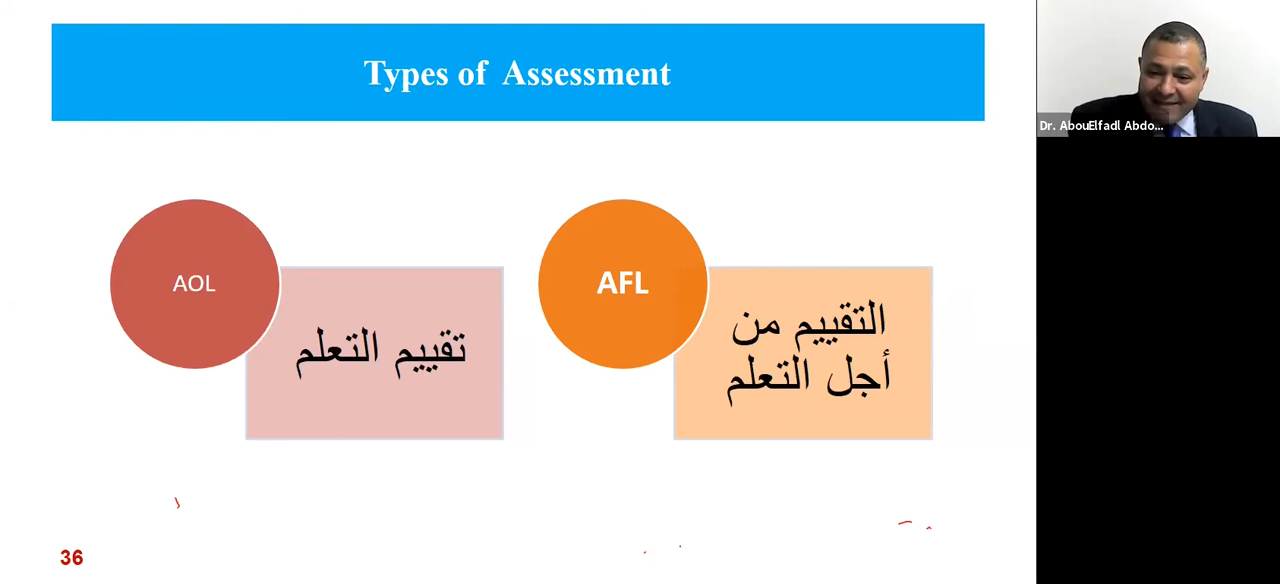 Types of Assessment
AOL
تقييم التعلم
AFL
التقييم من
أجل التعلم
36
Dr. AbouElfadl Abdo...